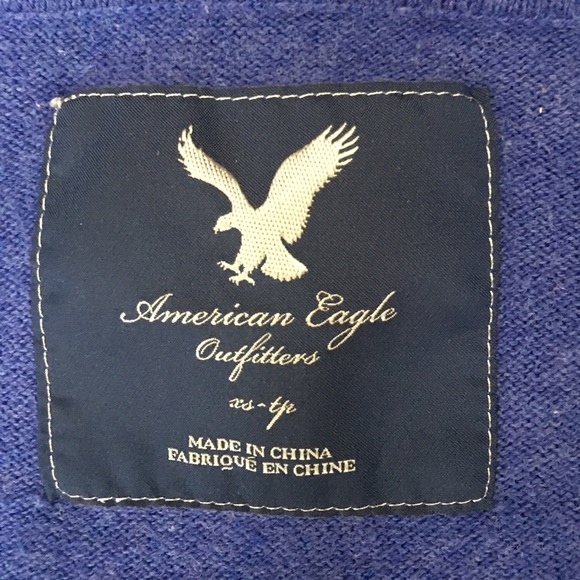 American Eagle
Outfitters
xs-tp
MADE IN CHINA
FABRIQUÉ EN CHINE